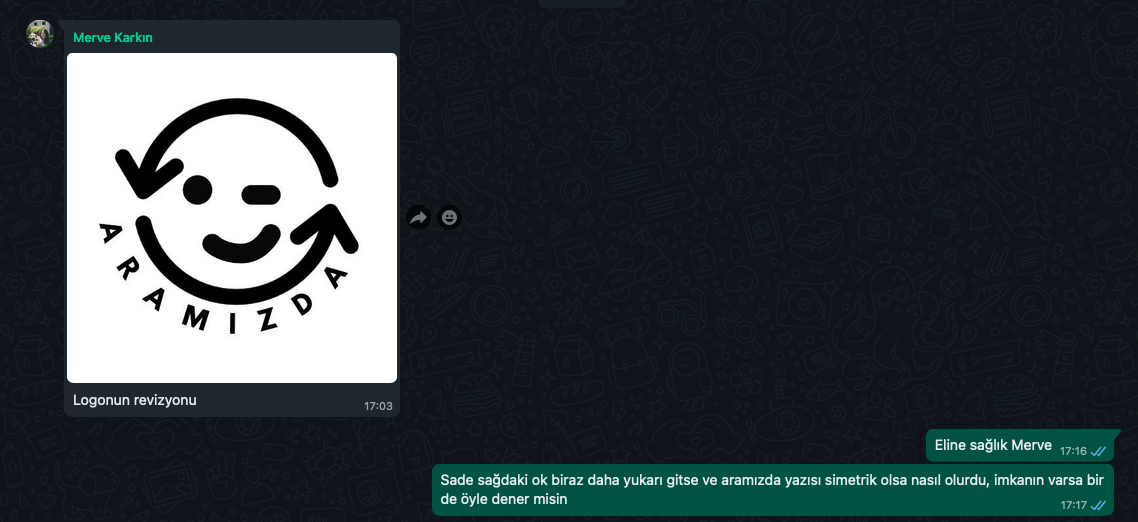 Merve Karkın
ARAMIZDA
Logonun revizyonu
17:03
Eline sağlık Merve
17:16
Sade sağdaki ok biraz daha yukarı gitse ve aramızda yazısı simetrik olsa nasıl olurdu, imkanın varsa bir
de öyle dener misin
17:17